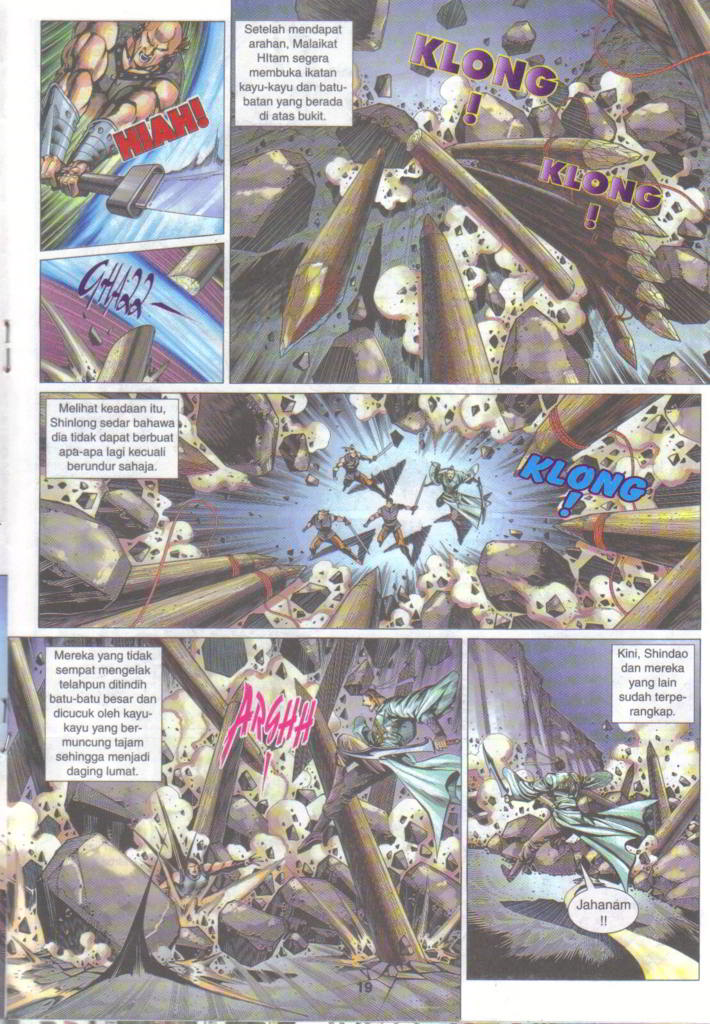 HIAH!
Setelah mendapat
arahan, Malaikat
HItam segera
membuka ikatan
kayu-kayu dan batu-
batan yang berada
di atas bukit.
KLONG
!
KLONG
!
GHAZZ
Melihat keadaan itu,
Shinlong sedar bahawa
dia tidak dapat berbuat
apa-apa lagi kecuali
berundur sahaja.
KLONG
!
Mereka yang tidak
sempat mengelak
telahpun ditindih
batu-batu besar dan
dicucuk oleh kayu-
kayu yang ber-
muncung tajam
sehingga menjadi
daging lumat.
ARGHH
!
Kini, Shindao
dan mereka
yang lain
sudah terpe-
rangkap.
Jahanam
!!
19